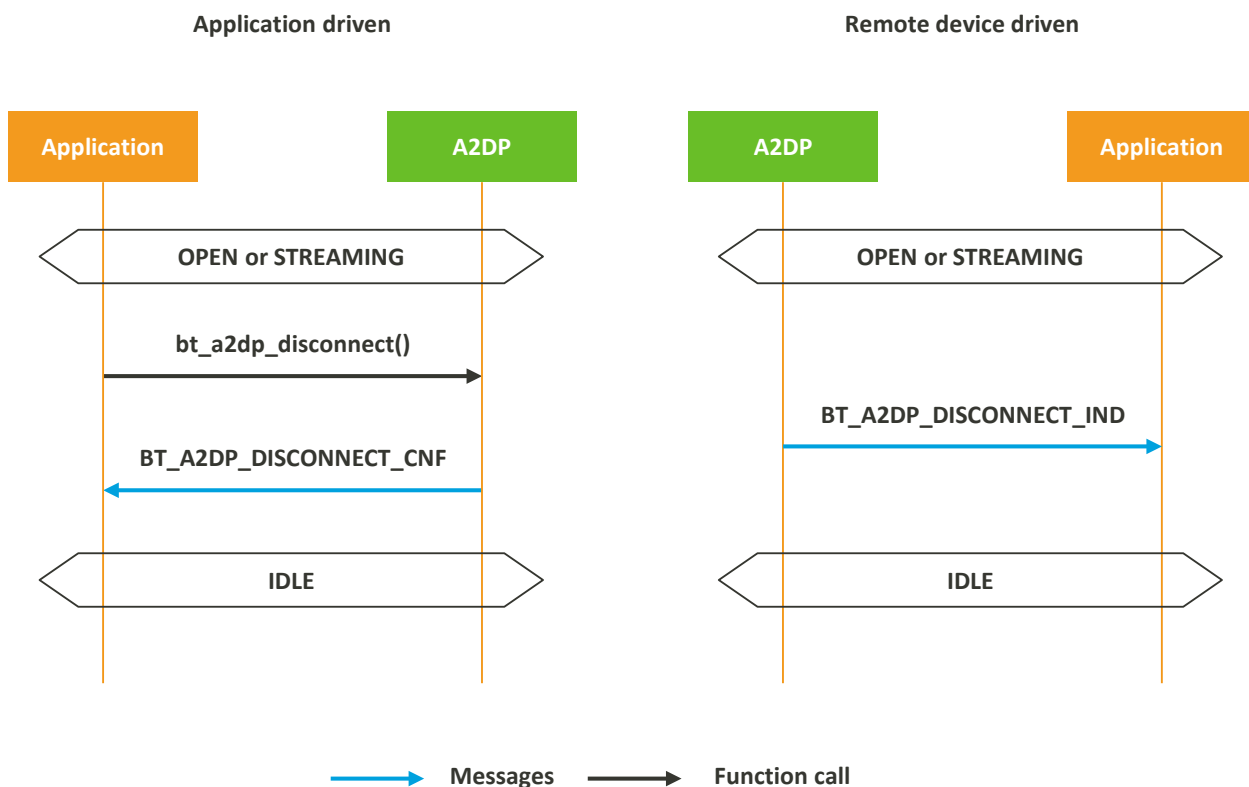 Application driven
Remote device driven
Application
A2DP
A2DP
Application
OPEN or STREAMING
OPEN or STREAMING
bt_a2dp_disconnect()
BT_A2DP_DISCONNECT_IND
BT_A2DP_DISCONNECT_CNF
IDLE
IDLE
Messages
Function call